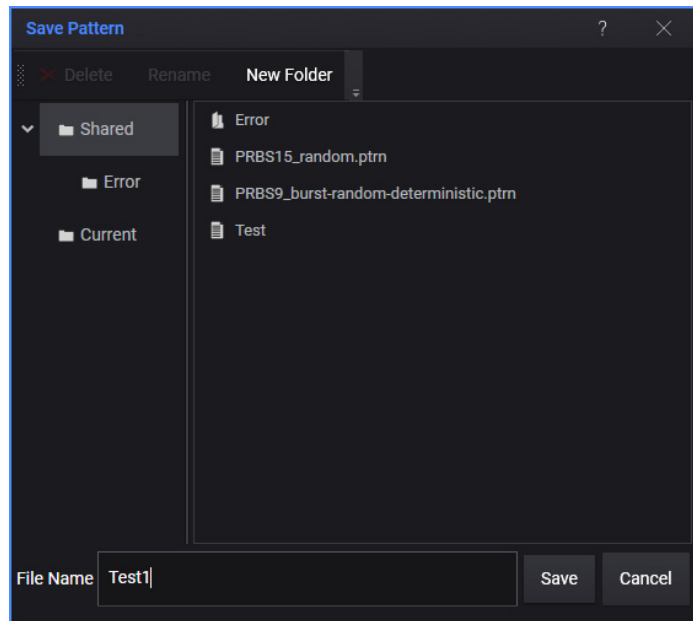 Save Pattern ?
Delete Rename New Folder
Shared
Error
Current
Error
PRBS15_random.ptrn
PRBS9_burst-random-deterministic.ptrn
Test
File Name Test1 Save Cancel